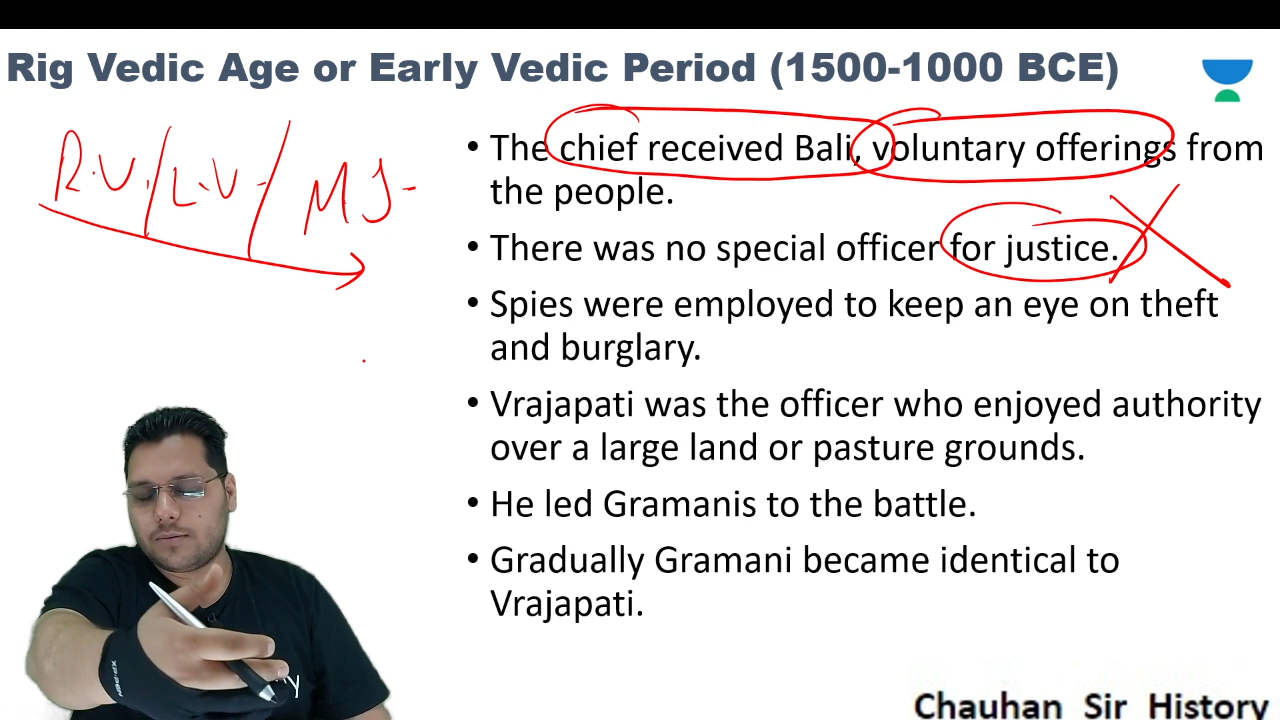 Rig Vedic Age or Early Vedic Period (1500-1000 BCE)
R.V. / L.V. / MJ-
• The chief received Bali, voluntary offerings from
the people.
• There was no special officer for justice.
• Spies were employed to keep an eye on theft
and burglary.
• Vrajapati was the officer who enjoyed authority
over a large land or pasture grounds.
• He led Gramanis to the battle.
• Gradually Gramani became identical to
Vrajapati.
XP-PEN
Chauhan Sir History